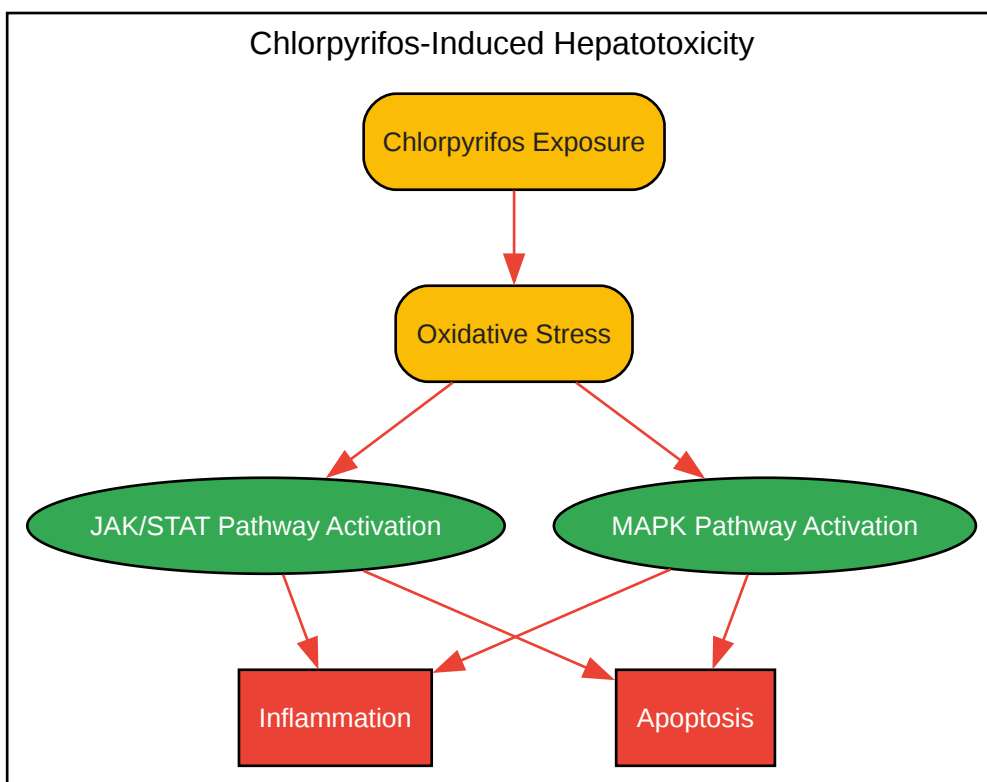 Chlorpyrifos-Induced Hepatotoxicity
Chlorpyrifos Exposure
Oxidative Stress
JAK/STAT Pathway Activation
MAPK Pathway Activation
Inflammation
Apoptosis